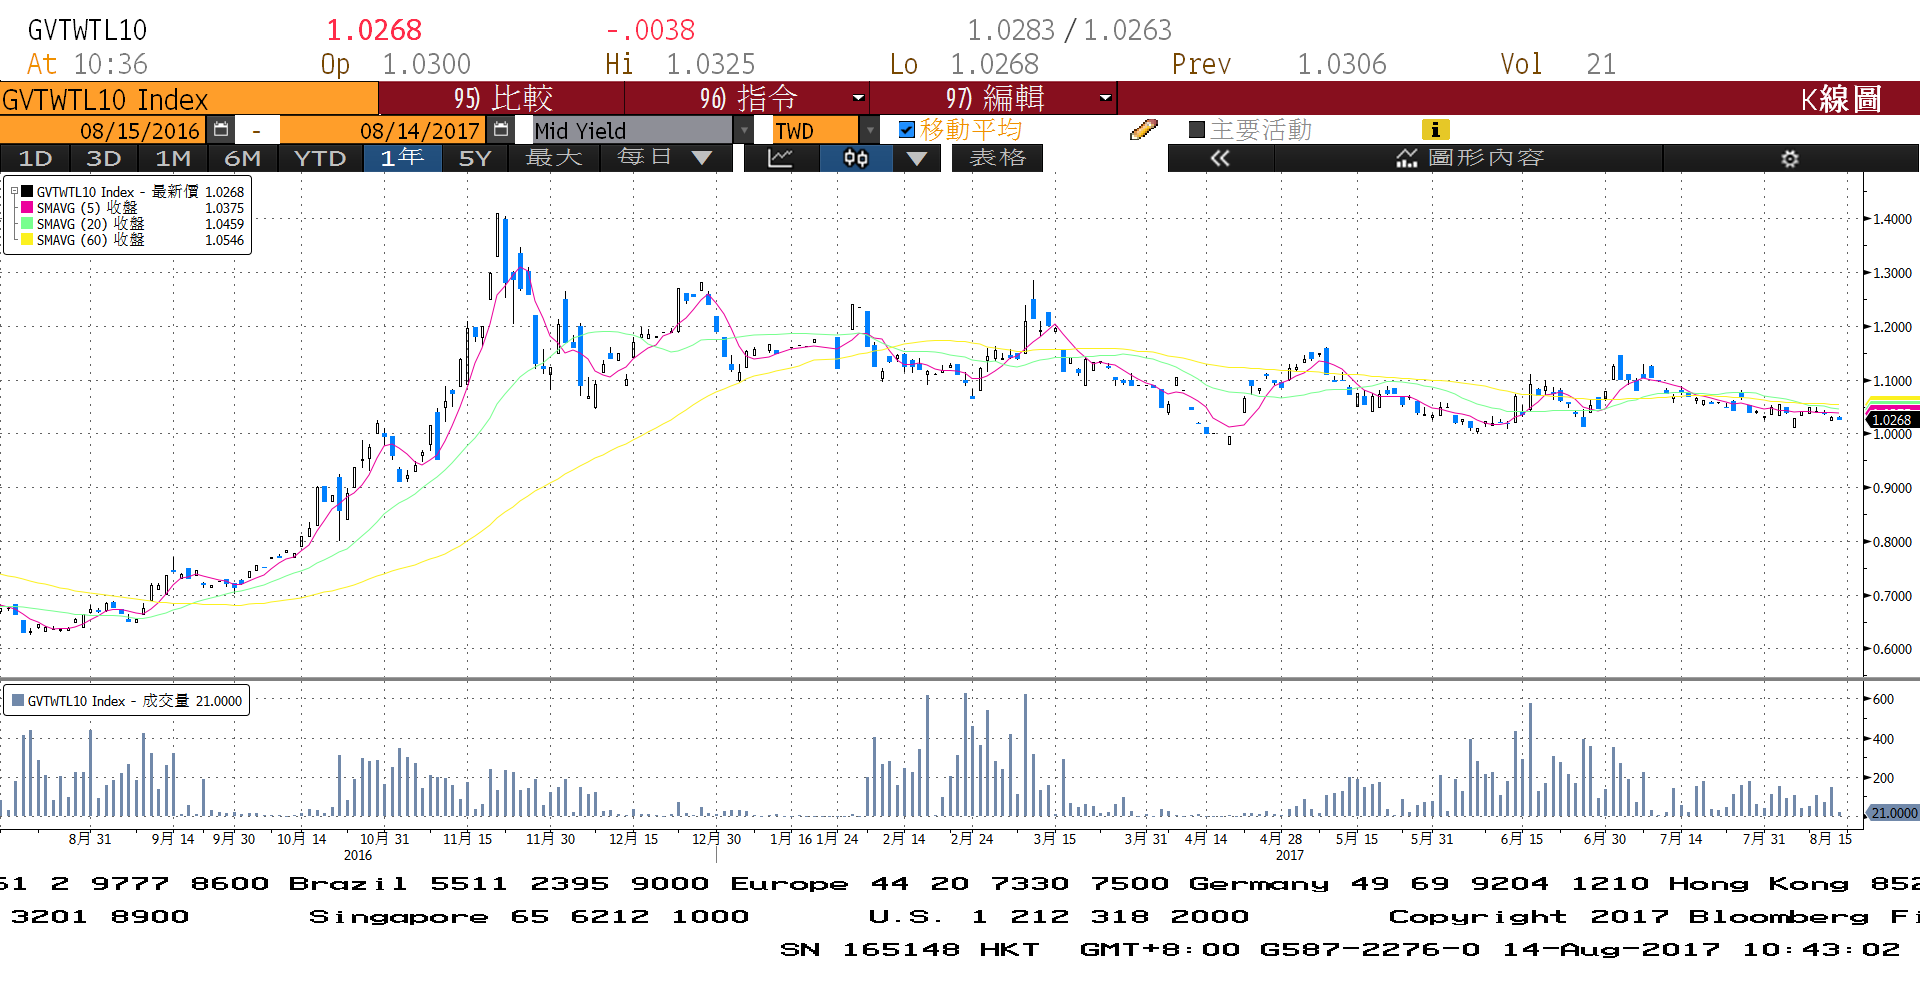 GVTWTL10 1.0268 -.0038 1.0283 / 1.0263
At 10:36 Op 1.0300 Hi 1.0325 Lo 1.0268 Prev 1.0306 Vol 21
GVTWTL10 Index 95) 比較 96) 指令 97) 編輯 K線圖
08/15/2016 - 08/14/2017 Mid Yield TWD 移動平均 主要活動
1D 3D 1M 6M YTD 1年 5Y 最大 每日 表格 圖形內容
GVTWTL10 Index - 最新價 1.0268
SMAVG (5) 收盤 1.0375
SMAVG (20) 收盤 1.0459
SMAVG (60) 收盤 1.0546
1.4000
1.3000
1.2000
1.1000
1.0268
1.0000
0.9000
0.8000
0.7000
0.6000
GVTWTL10 Index - 成交量 21.0000
600
400
200
21.0000
8月 31 9月 14 9月 30 10月 14 10月 31 11月 15 11月 30 12月 15 12月 30 1月 16 1月 24 2月 14 2月 24 3月 15 3月 31 4月 14 4月 28 5月 15 5月 31 6月 15 6月 30 7月 14 7月 31 8月 15
2016 2017
61 2 9777 8600 Brazil 5511 2395 9000 Europe 44 20 7330 7500 Germany 49 69 9204 1210 Hong Kong 852
3201 8900 Singapore 65 6212 1000 U.S. 1 212 318 2000 Copyright 2017 Bloomberg Fi
SN 165148 HKT GMT+8:00 G587-2276-0 14-Aug-2017 10:43:02